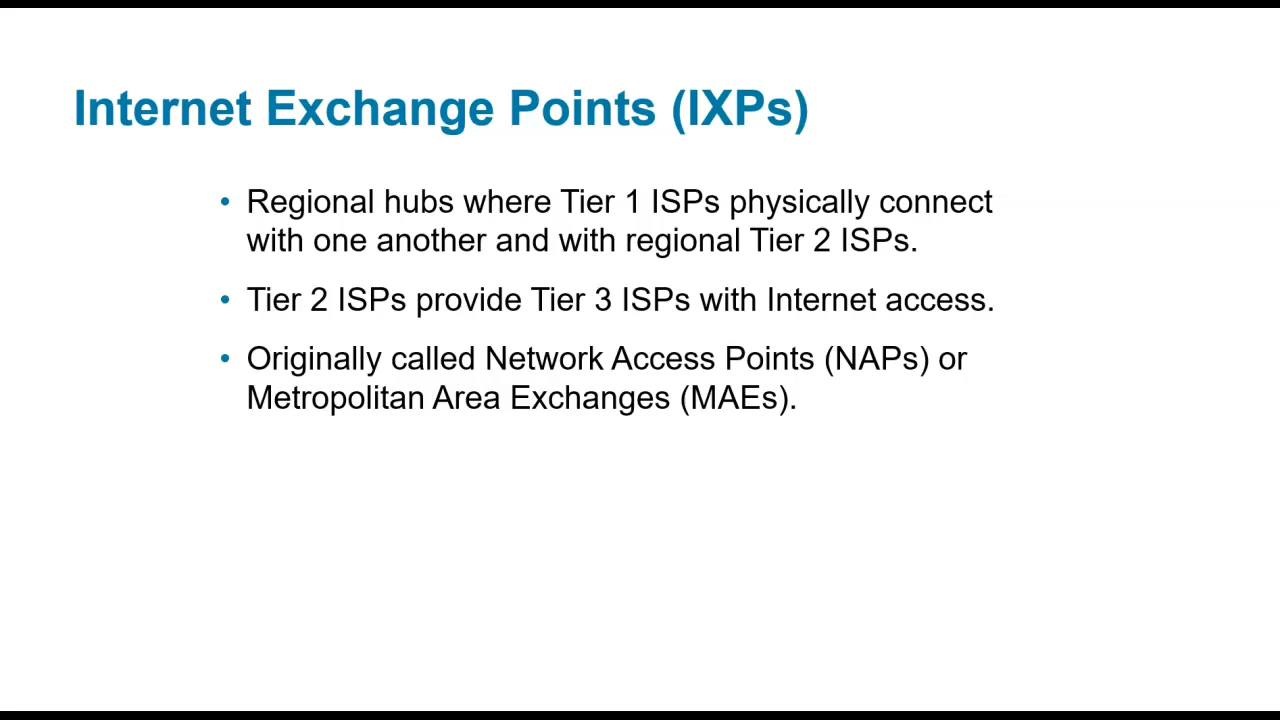 Internet Exchange Points (IXPs)
• Regional hubs where Tier 1 ISPs physically connect
with one another and with regional Tier 2 ISPs.
• Tier 2 ISPs provide Tier 3 ISPs with Internet access.
• Originally called Network Access Points (NAPs) or
Metropolitan Area Exchanges (MAEs).